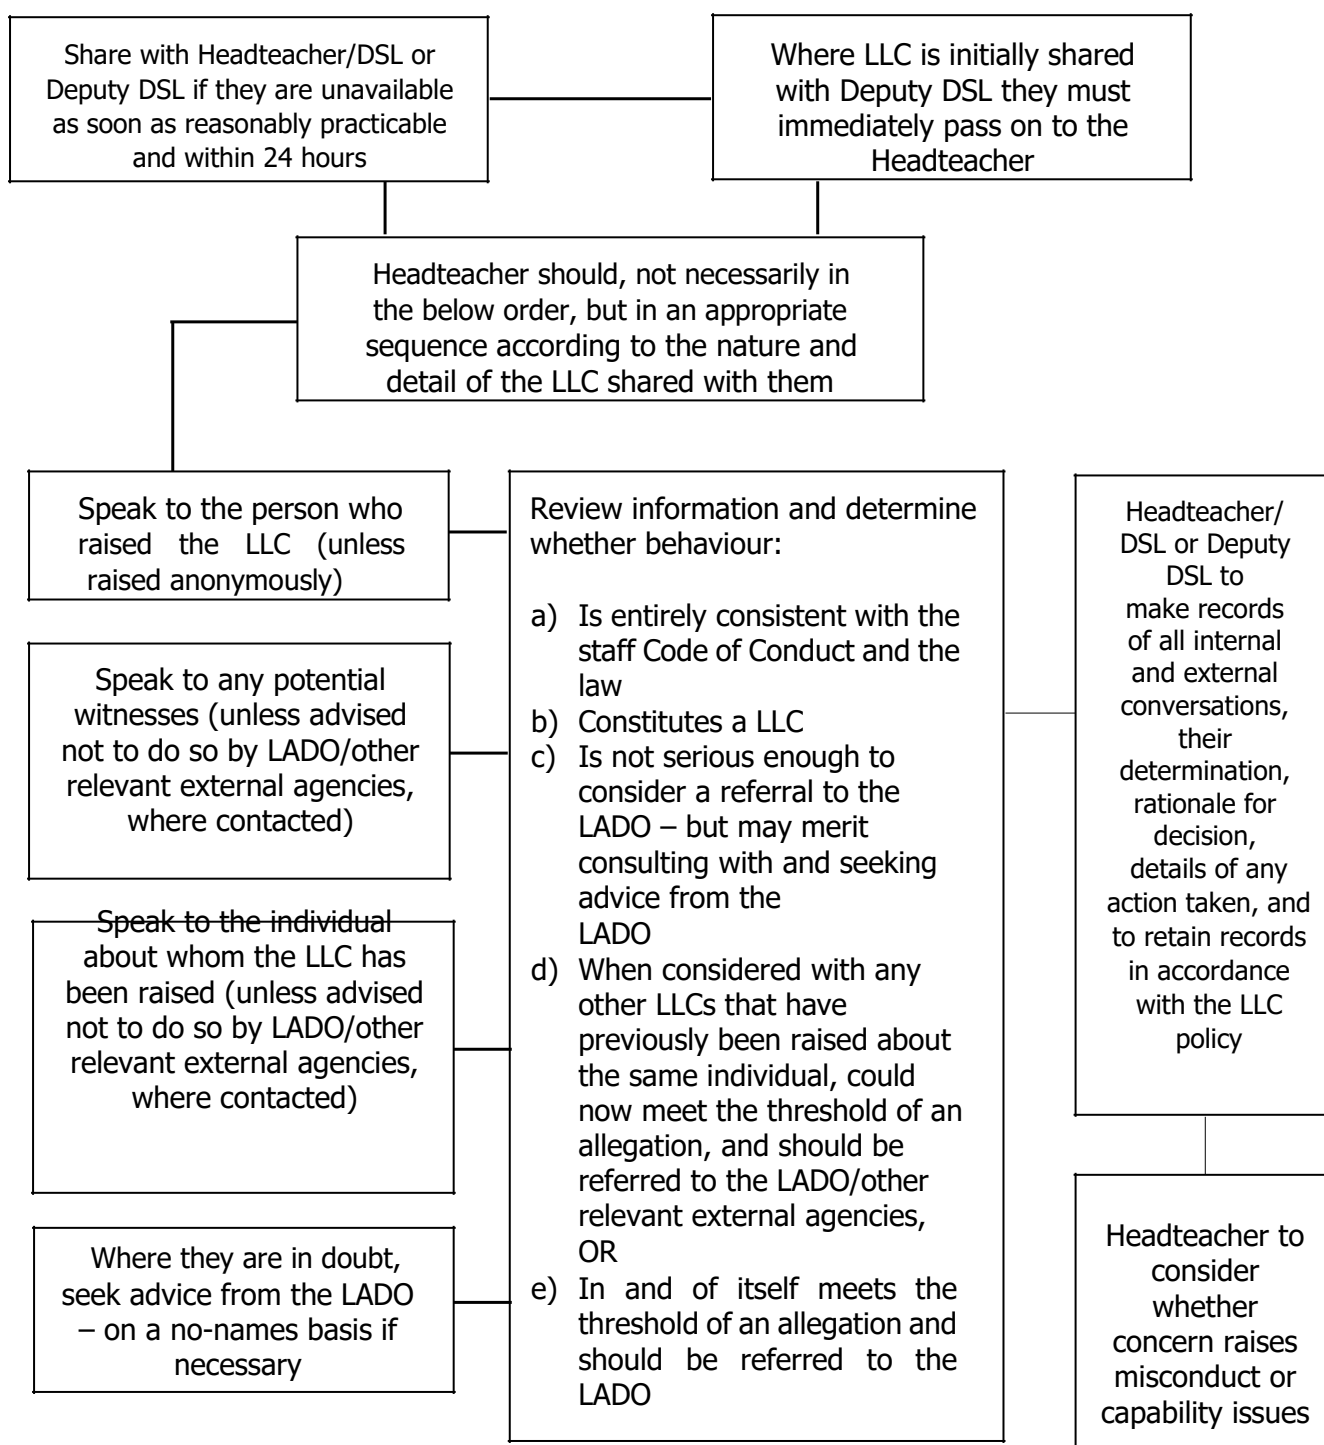 Share with Headteacher/DSL or
Deputy DSL if they are unavailable
as soon as reasonably practicable
and within 24 hours
Where LLC is initially shared
with Deputy DSL they must
immediately pass on to the
Headteacher
Headteacher should, not necessarily in
the below order, but in an appropriate
sequence according to the nature and
detail of the LLC shared with them
Speak to the person who
raised the LLC (unless
raised anonymously)
Speak to any potential
witnesses (unless advised
not to do so by LADO/other
relevant external agencies,
where contacted)
Speak to the individual
about whom the LLC has
been raised (unless advised
not to do so by LADO/other
relevant external agencies,
where contacted)
Where they are in doubt,
seek advice from the LADO
– on a no-names basis if
necessary
Review information and determine
whether behaviour:
a) Is entirely consistent with the
staff Code of Conduct and the
law
b) Constitutes a LLC
c) Is not serious enough to
consider a referral to the
LADO – but may merit
consulting with and seeking
advice from the
LADO
d) When considered with any
other LLCs that have
previously been raised about
the same individual, could
now meet the threshold of an
allegation, and should be
referred to the LADO/other
relevant external agencies,
OR
e) In and of itself meets the
threshold of an allegation and
should be referred to the
LADO
Headteacher/
DSL or Deputy
DSL to
make records
of all internal
and external
conversations,
their
determination,
rationale for
decision,
details of any
action taken, and
to retain records
in accordance
with the LLC
policy
Headteacher to
consider
whether
concern raises
misconduct or
capability issues